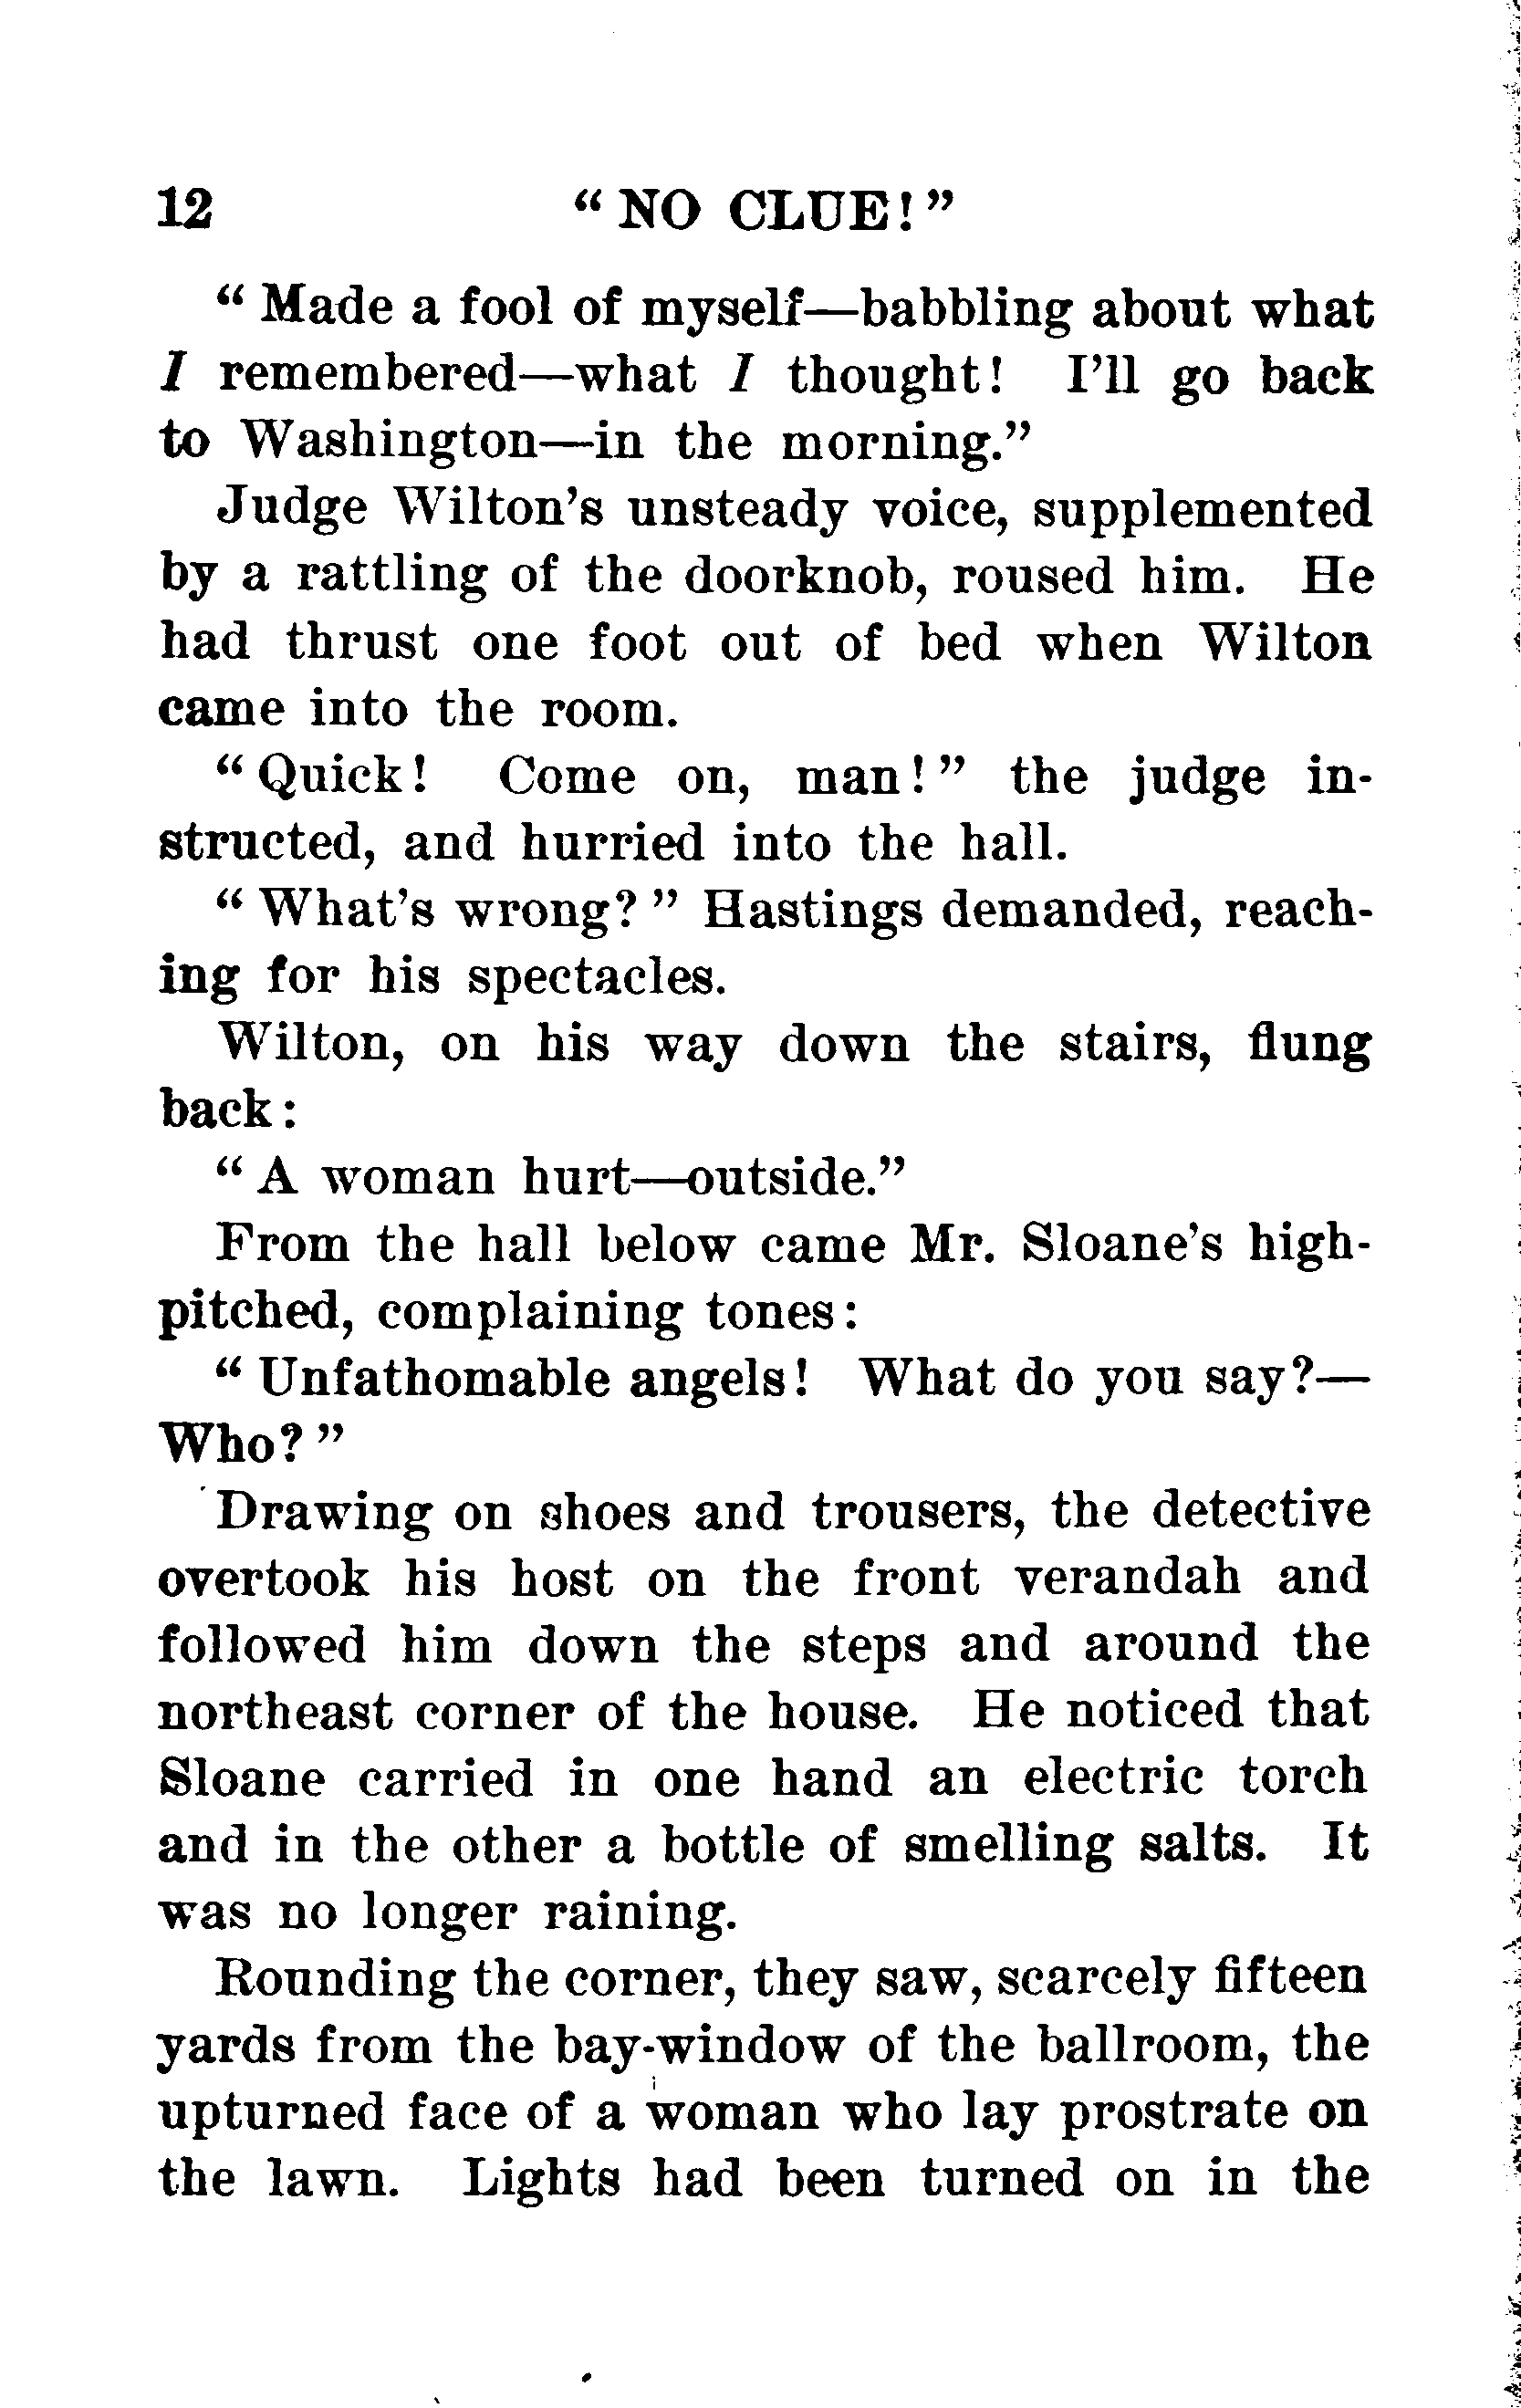 12 “ NO CLUE! ”
“ Made a fool of myself—babbling about what
I remembered—what I thought! I’ll go back
to Washington—in the morning.”
Judge Wilton’s unsteady voice, supplemented
by a rattling of the doorknob, roused him. He
had thrust one foot out of bed when Wilton
came into the room.
“ Quick! Come on, man! ” the judge in-
structed, and hurried into the hall.
“ What’s wrong? ” Hastings demanded, reach-
ing for his spectacles.
Wilton, on his way down the stairs, flung
back:
“ A woman hurt—outside.”
From the hall below came Mr. Sloane’s high-
pitched, complaining tones:
“ Unfathomable angels! What do you say?—
Who? ”
Drawing on shoes and trousers, the detective
overtook his host on the front verandah and
followed him down the steps and around the
northeast corner of the house. He noticed that
Sloane carried in one hand an electric torch
and in the other a bottle of smelling salts. It
was no longer raining.
Rounding the corner, they saw, scarcely fifteen
yards from the bay-window of the ballroom, the
upturned face of a woman who lay prostrate on
the lawn. Lights had been turned on in the